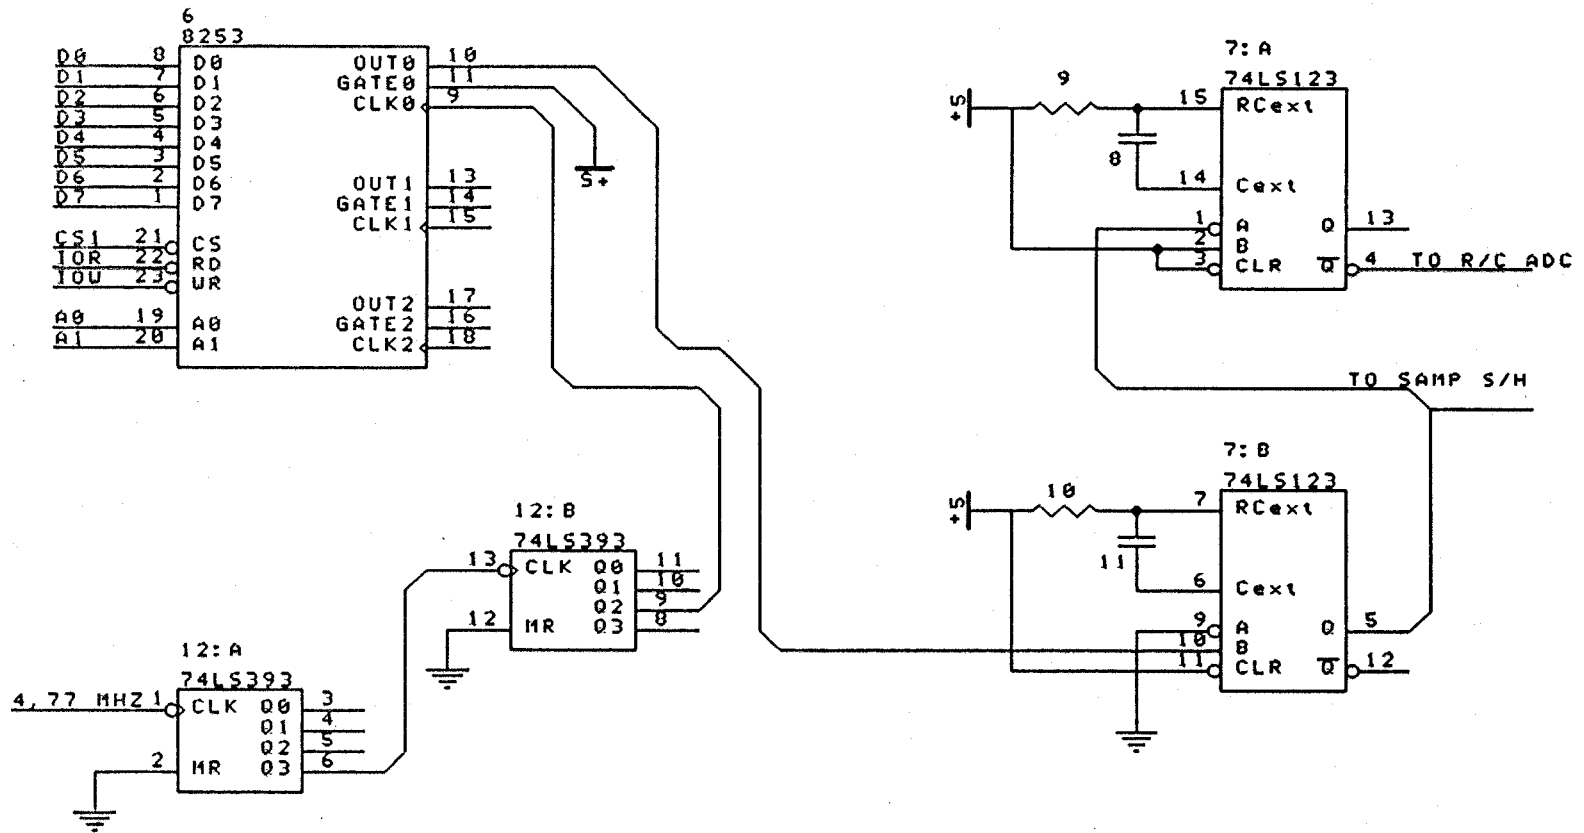 6
8253
D0 8 D0 OUT0 10
D1 7 D1 GATE0 11
D2 6 D2 CLK0 9
D3 5 D3
D4 4 D4
D5 3 D5
D6 2 D6 OUT1 13
D7 1 D7 GATE1 14
CLK1 15
CS1 21 CS
IOR 22 RD
IOW 23 WR
OUT2 17
A0 19 A0 GATE2 16
A1 20 A1 CLK2 18
5+
7:A
74LS123
+5 9 15 RCext
8
14 Cext
1 A Q 13
2 B
3 CLR Q 4 TO R/C ADC
TO SAMP S/H
7:B
74LS123
+5 10 7 RCext
11
6 Cext
9 A Q 5
10 B
11 CLR Q 12
12:B
74LS393
13 CLK Q0 11
Q1 10
Q2 9
12 MR Q3 8
12:A
74LS393
4,77 MHZ 1 CLK Q0 3
Q1 4
Q2 5
2 MR Q3 6